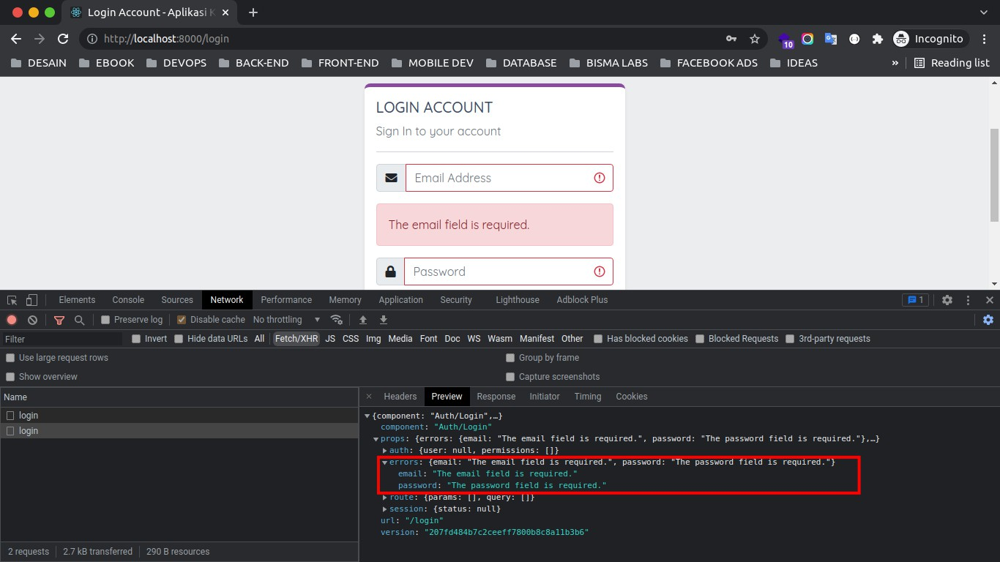 Login Account - Aplikasi K
http://localhost:8000/login
10
Incognito
DESAIN EBOOK DEVOPS BACK-END FRONT-END MOBILE DEV DATABASE BISMA LABS FACEBOOK ADS IDEAS » Reading list
LOGIN ACCOUNT
Sign In to your account
Email Address
The email field is required.
Password
Elements Console Sources Network Performance Memory Application Security Lighthouse Adblock Plus 1
Preserve log Disable cache No throttling
Filter Invert Hide data URLs All Fetch/XHR JS CSS Img Media Font Doc WS Wasm Manifest Other Has blocked cookies Blocked Requests 3rd-party requests
Use large request rows Group by frame
Show overview Capture screenshots
Name
login
login
2 requests 2.7 kB transferred 290 B resources
Headers Preview Response Initiator Timing Cookies
{component: "Auth/Login",…}
component: "Auth/Login"
props: {errors: {email: "The email field is required.", password: "The password field is required."},…}
auth: {user: null, permissions: []}
errors: {email: "The email field is required.", password: "The password field is required."}
email: "The email field is required."
password: "The password field is required."
route: {params: [], query: []}
session: {status: null}
url: "/login"
version: "207fd484b7c2ceeff7800b8c8a11b3b6"